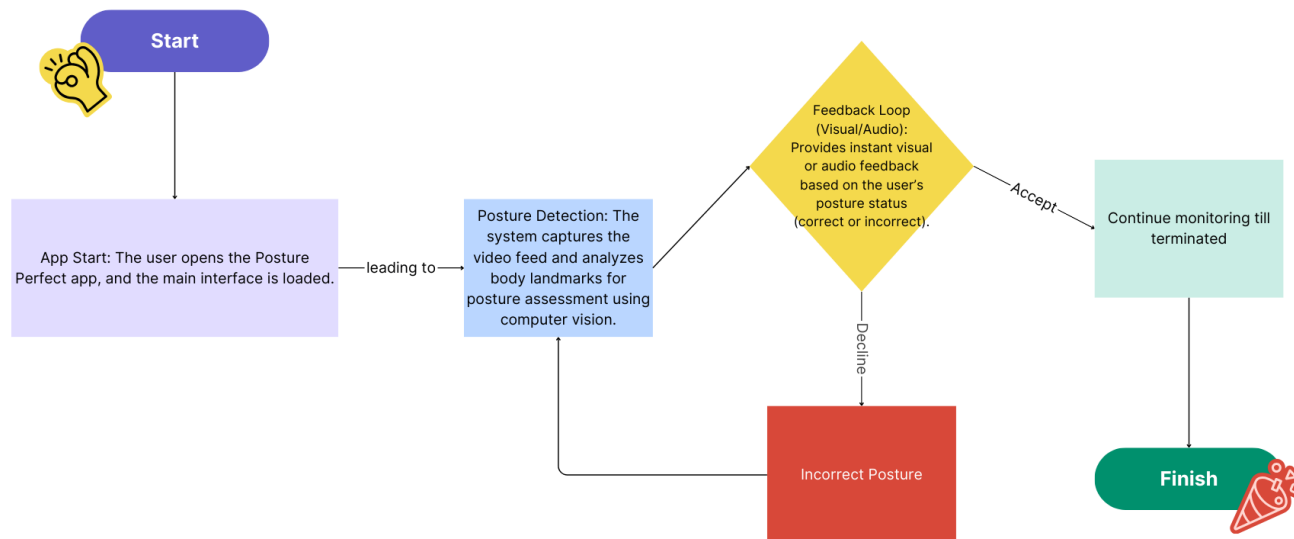 Start
App Start: The user opens the Posture
Perfect app, and the main interface is loaded.
leading to
Posture Detection: The
system captures the
video feed and analyzes
body landmarks for
posture assessment using
computer vision.
Feedback Loop
(Visual/Audio):
Provides instant visual
or audio feedback
based on the user's
posture status
(correct or incorrect).
Accept
Continue monitoring till
terminated
Decline
Incorrect Posture
Finish